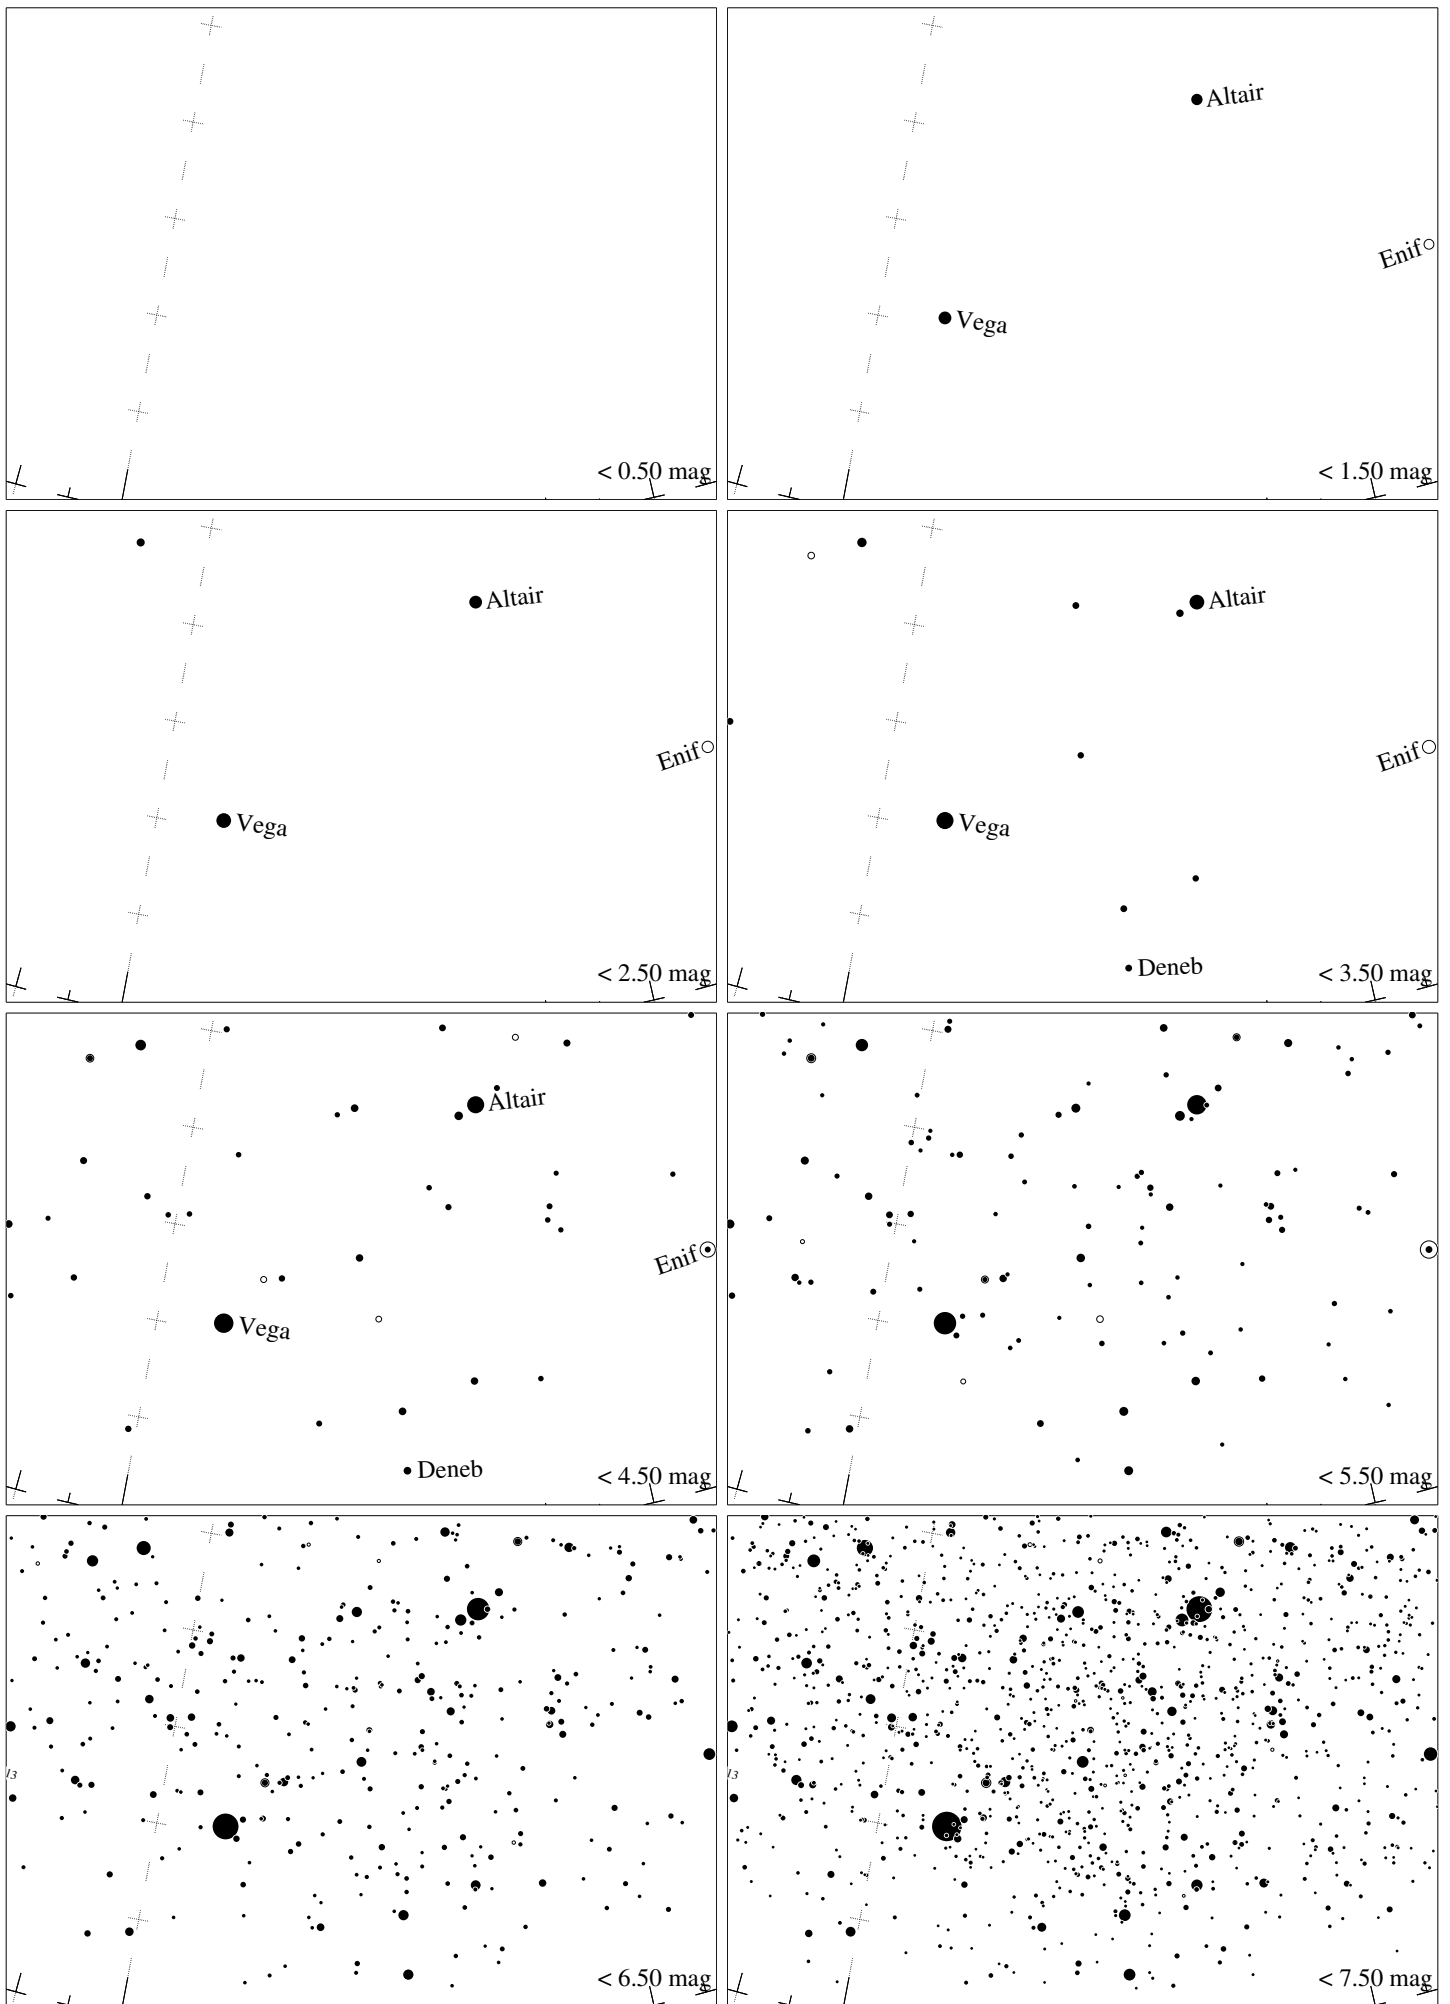 < 0.50 mag
Altair
Enif
Vega
< 1.50 mag
Altair
Enif
Vega
< 2.50 mag
Altair
Enif
Vega
Deneb
< 3.50 mag
Altair
Enif
Vega
Deneb
< 4.50 mag
< 5.50 mag
13
< 6.50 mag
13
< 7.50 mag